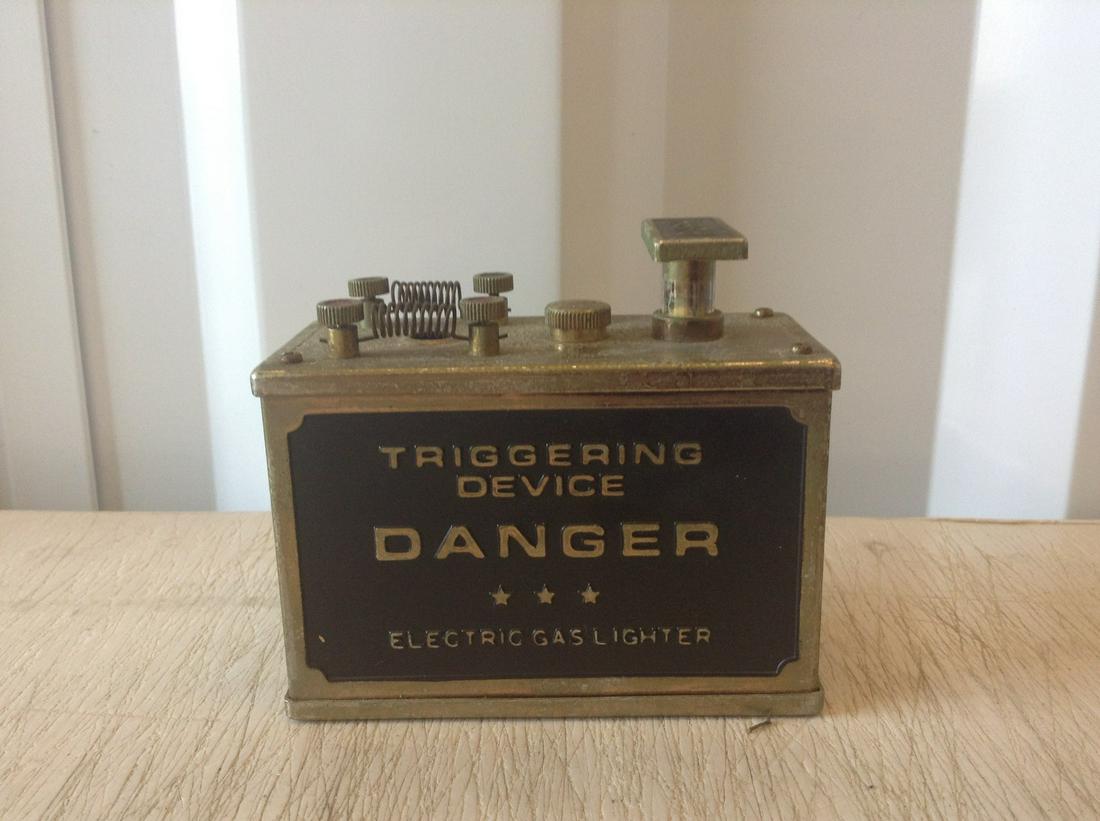 TRIGGERING
DEVICE
DANGER
ELECTRIC GAS LIGHTER